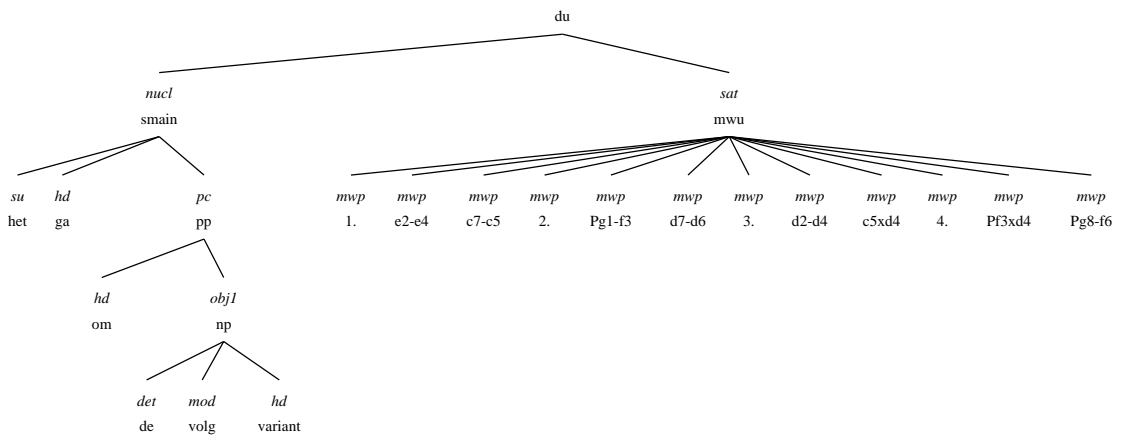 du
nucl sat
smain mwu
su hd pc mwp mwp mwp mwp mwp mwp mwp mwp mwp mwp mwp mwp
het ga pp 1. e2-e4 c7-c5 2. Pg1-f3 d7-d6 3. d2-d4 c5xd4 4. Pf3xd4 Pg8-f6
hd obj1
om np
det mod hd
de volg variant